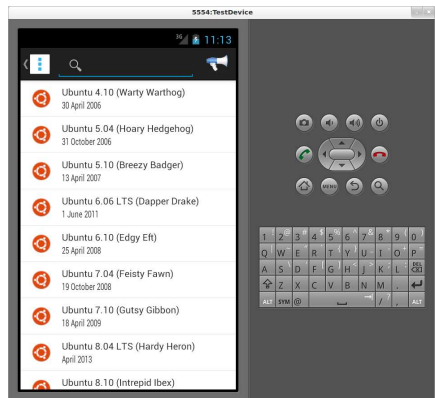 5554:TestDevice
3G 11:13
Ubuntu 4.10 (Warty Warthog)
30 April 2006
Ubuntu 5.04 (Hoary Hedgehog)
31 October 2006
Ubuntu 5.10 (Breezy Badger)
13 April 2007
Ubuntu 6.06 LTS (Dapper Drake)
1 June 2011
Ubuntu 6.10 (Edgy Eft)
25 April 2008
Ubuntu 7.04 (Feisty Fawn)
19 October 2008
Ubuntu 7.10 (Gutsy Gibbon)
18 April 2009
Ubuntu 8.04 LTS (Hardy Heron)
April 2013
Ubuntu 8.10 (Intrepid Ibex)
MENU
1 2 @ 3 # 4 $ 5 % 6 ^ 7 & 8 * 9 ( 0 )
Q W E R T Y U I O P
A S D F G H J K L DEL
Z X C V B N M .
ALT SYM @ / , ALT